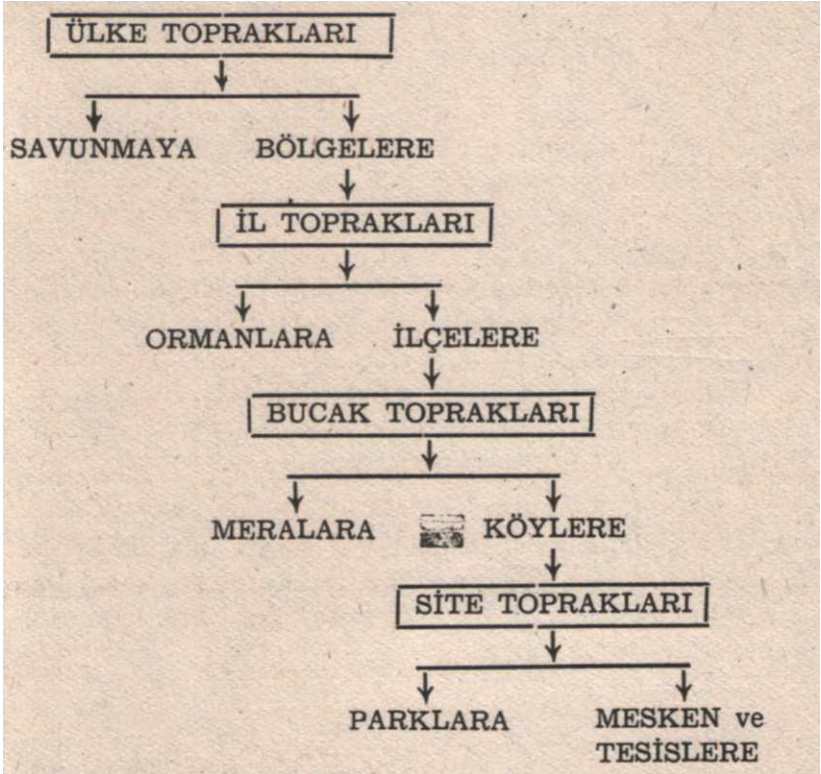 ÜLKE TOPRAKLARI
SAVUNMAYA BÖLGELERE
İL TOPRAKLARI
ORMANLARA İLÇELERE
BUCAK TOPRAKLARI
MERALARA KÖYLERE
SİTE TOPRAKLARI
PARKLARA MESKEN ve
TESİSLERE